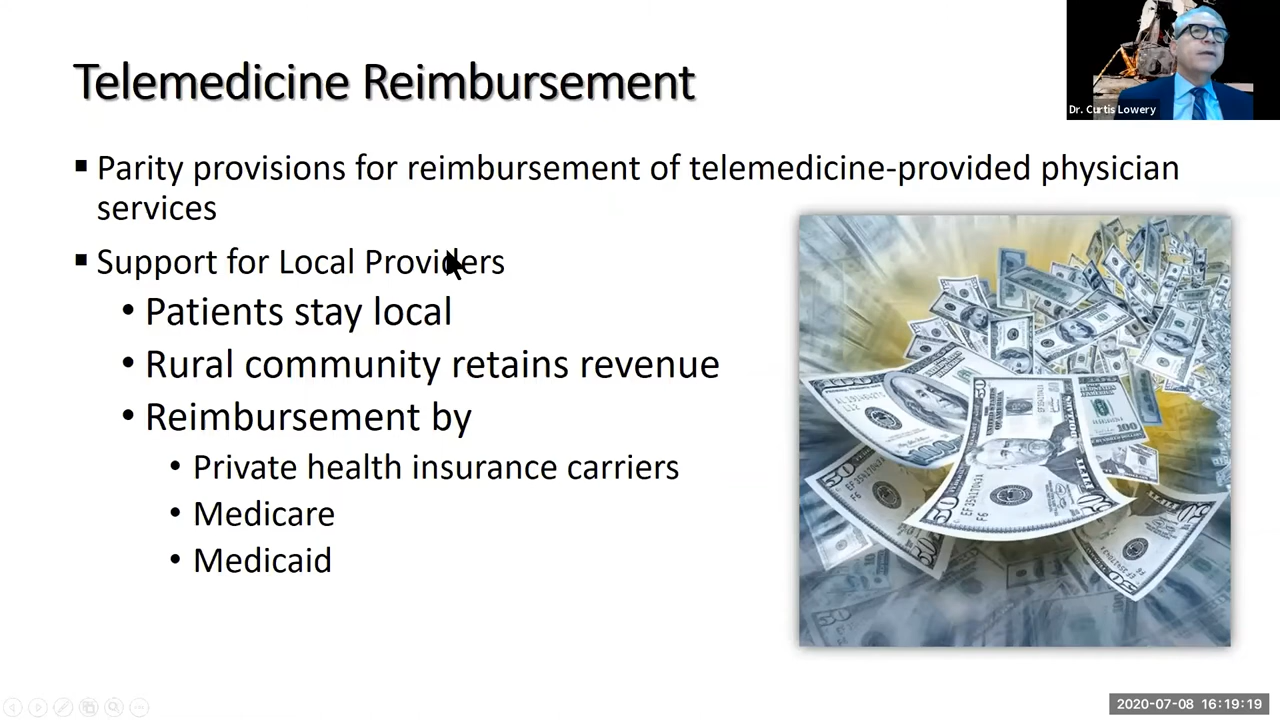 Telemedicine Reimbursement
Dr. Curtis Lowery
▪ Parity provisions for reimbursement of telemedicine-provided physician
services
▪ Support for Local Providers
• Patients stay local
• Rural community retains revenue
• Reimbursement by
• Private health insurance carriers
• Medicare
• Medicaid
2020-07-08 16:19:19